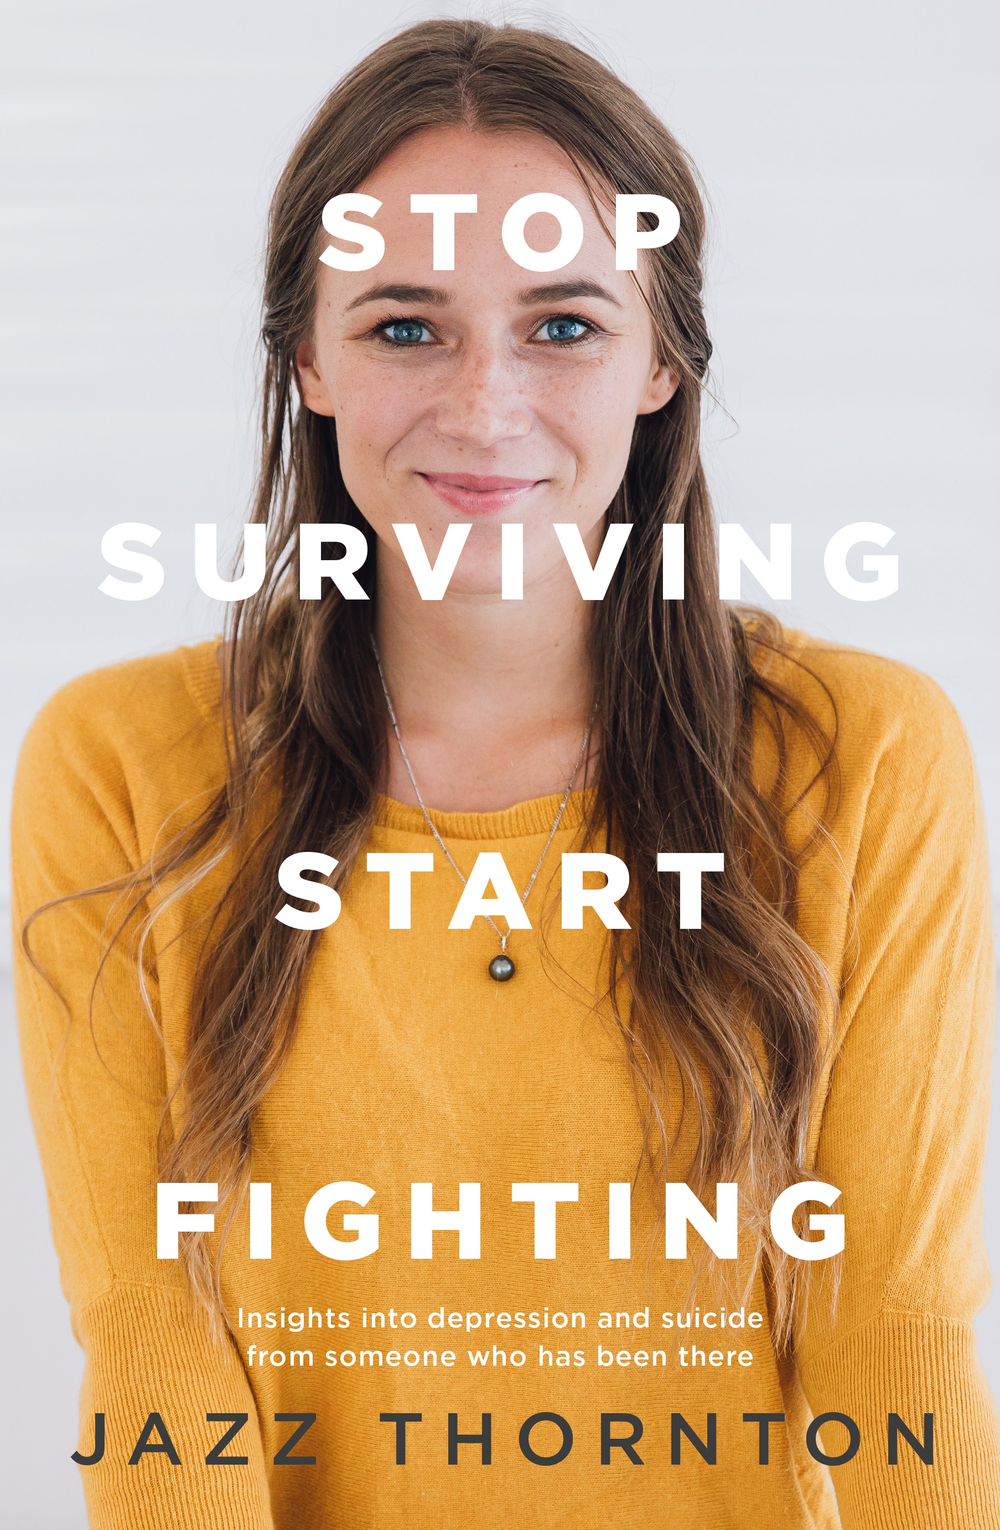 STOP
SURVIVING
START
FIGHTING
Insights into depression and suicide
from someone who has been there
JAZZ THORNTON